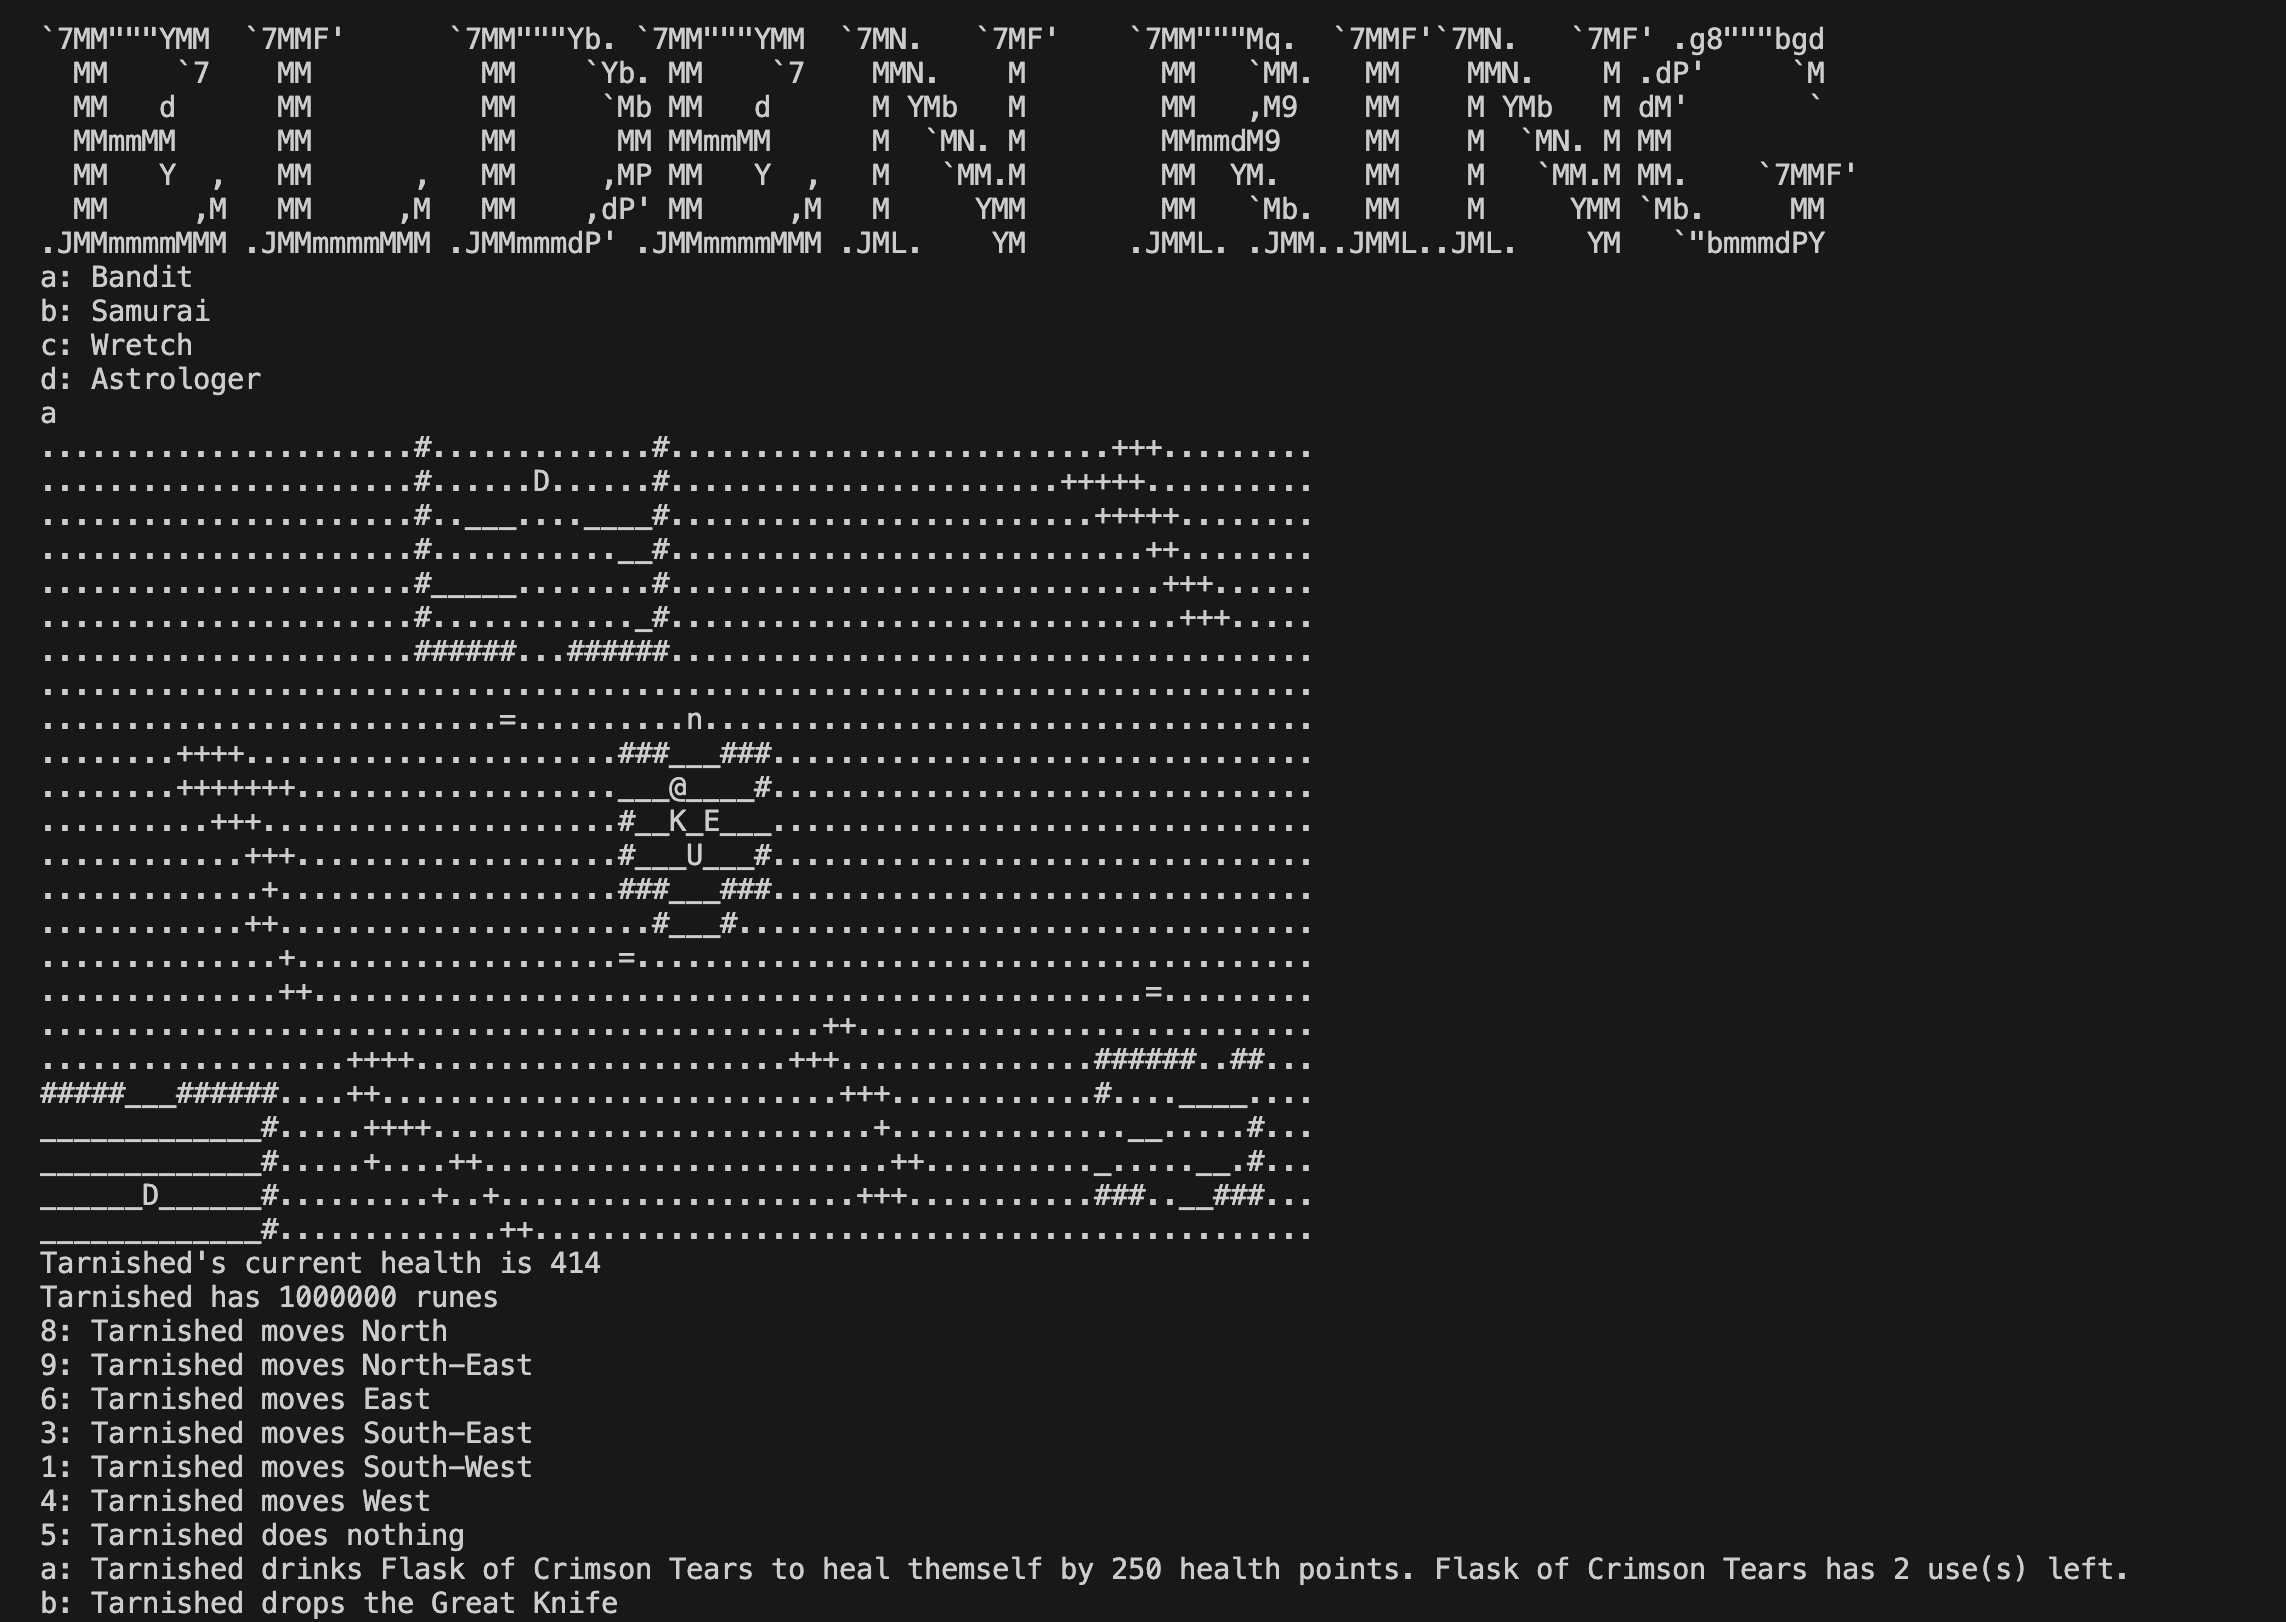 `7MM"""YMM  `7MMF'      `7MM"""Yb. `7MM"""YMM  `7MN.   `7MF'    `7MM"""Mq.  `7MMF'`7MN.   `7MF' .g8"""bgd
  MM    `7    MM          MM    `Yb. MM    `7    MMN.    M        MM   `MM.   MM    MMN.    M .dP'     `M
  MM   d      MM          MM     `Mb MM   d      M YMb   M        MM   ,M9    MM    M YMb   M dM'       `
  MMmmMM      MM          MM      MM MMmmMM      M  `MN. M        MMmmdM9     MM    M  `MN. M MM
  MM   Y  ,   MM      ,   MM     ,MP MM   Y  ,   M   `MM.M        MM  YM.     MM    M   `MM.M MM.    `7MMF'
  MM     ,M   MM     ,M   MM    ,dP' MM     ,M   M     YMM        MM   `Mb.   MM    M     YMM `Mb.     MM
.JMMmmmmMMM .JMMmmmmMMM .JMMmmmdP' .JMMmmmmMMM .JML.    YM      .JMML. .JMM..JMML..JML.    YM   `"bmmmdPY
a: Bandit
b: Samurai
c: Wretch
d: Astrologer
a
......................#.............#..........................+++.........
......................#......D......#.......................+++++..........
......................#..___....____#.........................+++++........
......................#...........__#............................++........
......................#_____........#.............................+++......
......................#............_#..............................+++.....
......................######...######......................................
...........................................................................
...........................=..........n....................................
........++++......................###___###................................
........+++++++...................___@____#................................
..........+++.....................#__K_E___................................
............+++...................#___U___#................................
.............+....................###___###................................
............++......................#___#..................................
..............+...................=........................................
..............++.................................................=.........
..............................................++...........................
..................++++......................+++...............######..##...
#####___######....++...........................+++............#....____....
_____________#.....++++..........................+..............__.....#...
_____________#.....+....++........................++.........._.....__.#...
______D______#.........+..+.....................+++...........###..__###...
_____________#.............++..............................................
Tarnished's current health is 414
Tarnished has 1000000 runes
8: Tarnished moves North
9: Tarnished moves North-East
6: Tarnished moves East
3: Tarnished moves South-East
1: Tarnished moves South-West
4: Tarnished moves West
5: Tarnished does nothing
a: Tarnished drinks Flask of Crimson Tears to heal themself by 250 health points. Flask of Crimson Tears has 2 use(s) left.
b: Tarnished drops the Great Knife